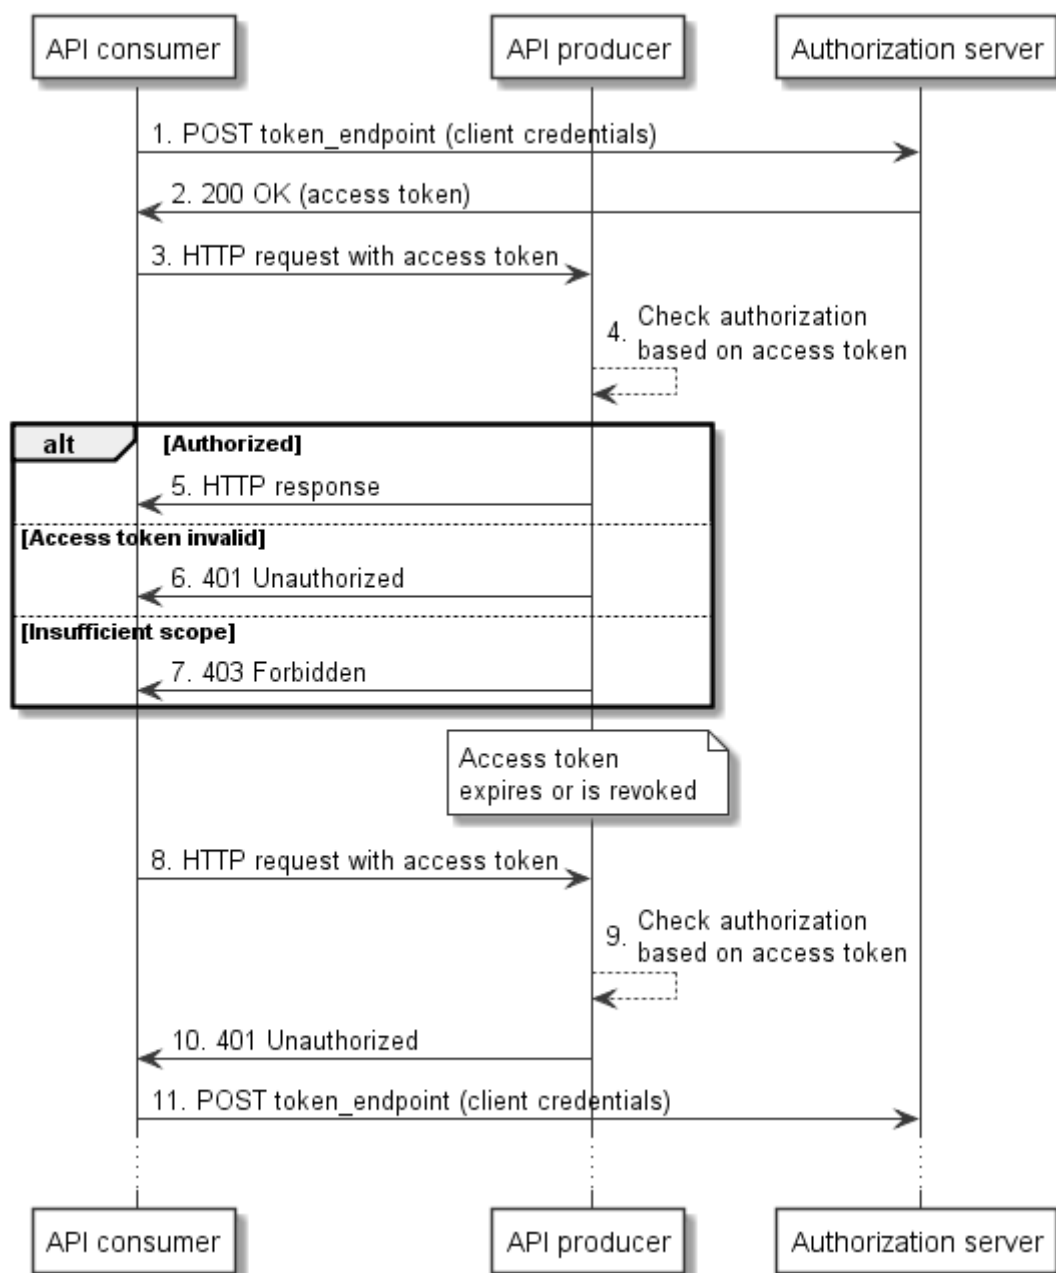 API consumer
API producer
Authorization server
1. POST token_endpoint (client credentials)
2. 200 OK (access token)
3. HTTP request with access token
4. Check authorization
based on access token
alt
[Authorized]
5. HTTP response
[Access token invalid]
6. 401 Unauthorized
[Insufficient scope]
7. 403 Forbidden
Access token
expires or is revoked
8. HTTP request with access token
9. Check authorization
based on access token
10. 401 Unauthorized
11. POST token_endpoint (client credentials)
API consumer
API producer
Authorization server